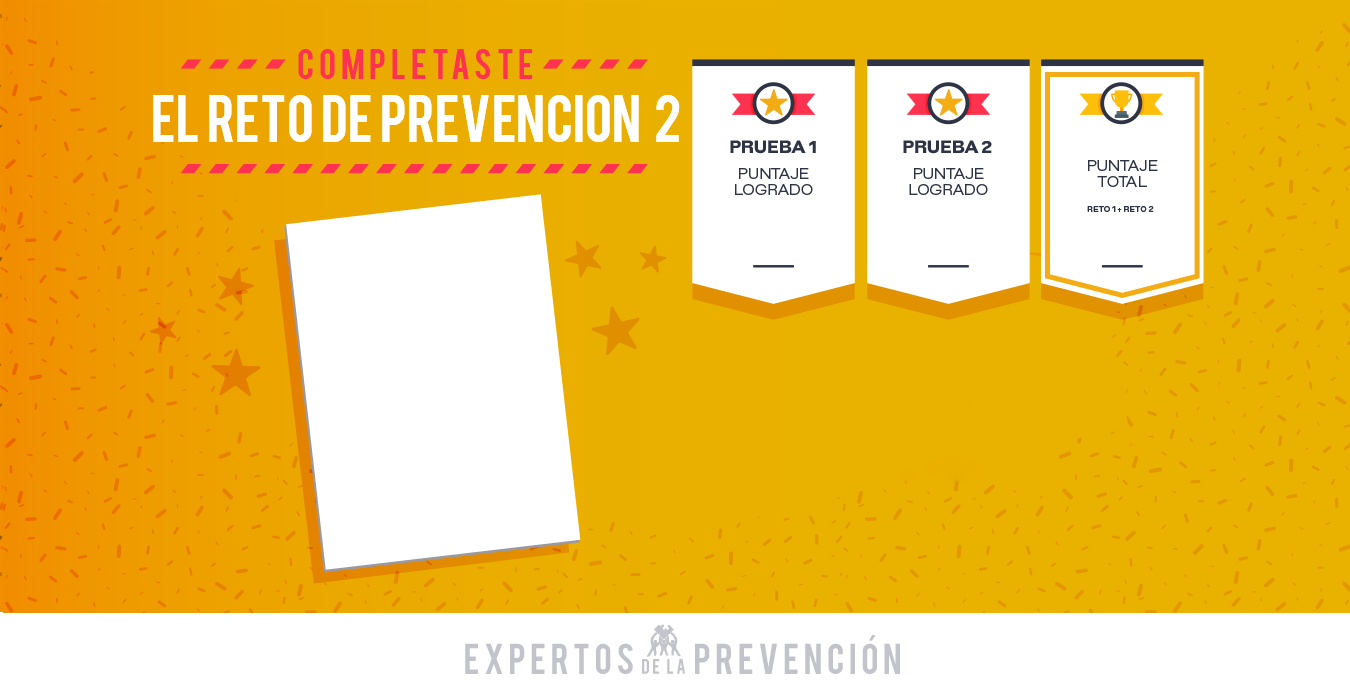 COMPLETASTE
EL RETO DE PREVENCION 2
PRUEBA 1
PUNTAJE
LOGRADO
PRUEBA 2
PUNTAJE
LOGRADO
PUNTAJE
TOTAL
RETO 1 + RETO 2
EXPERTOS DE LA PREVENCIÓN